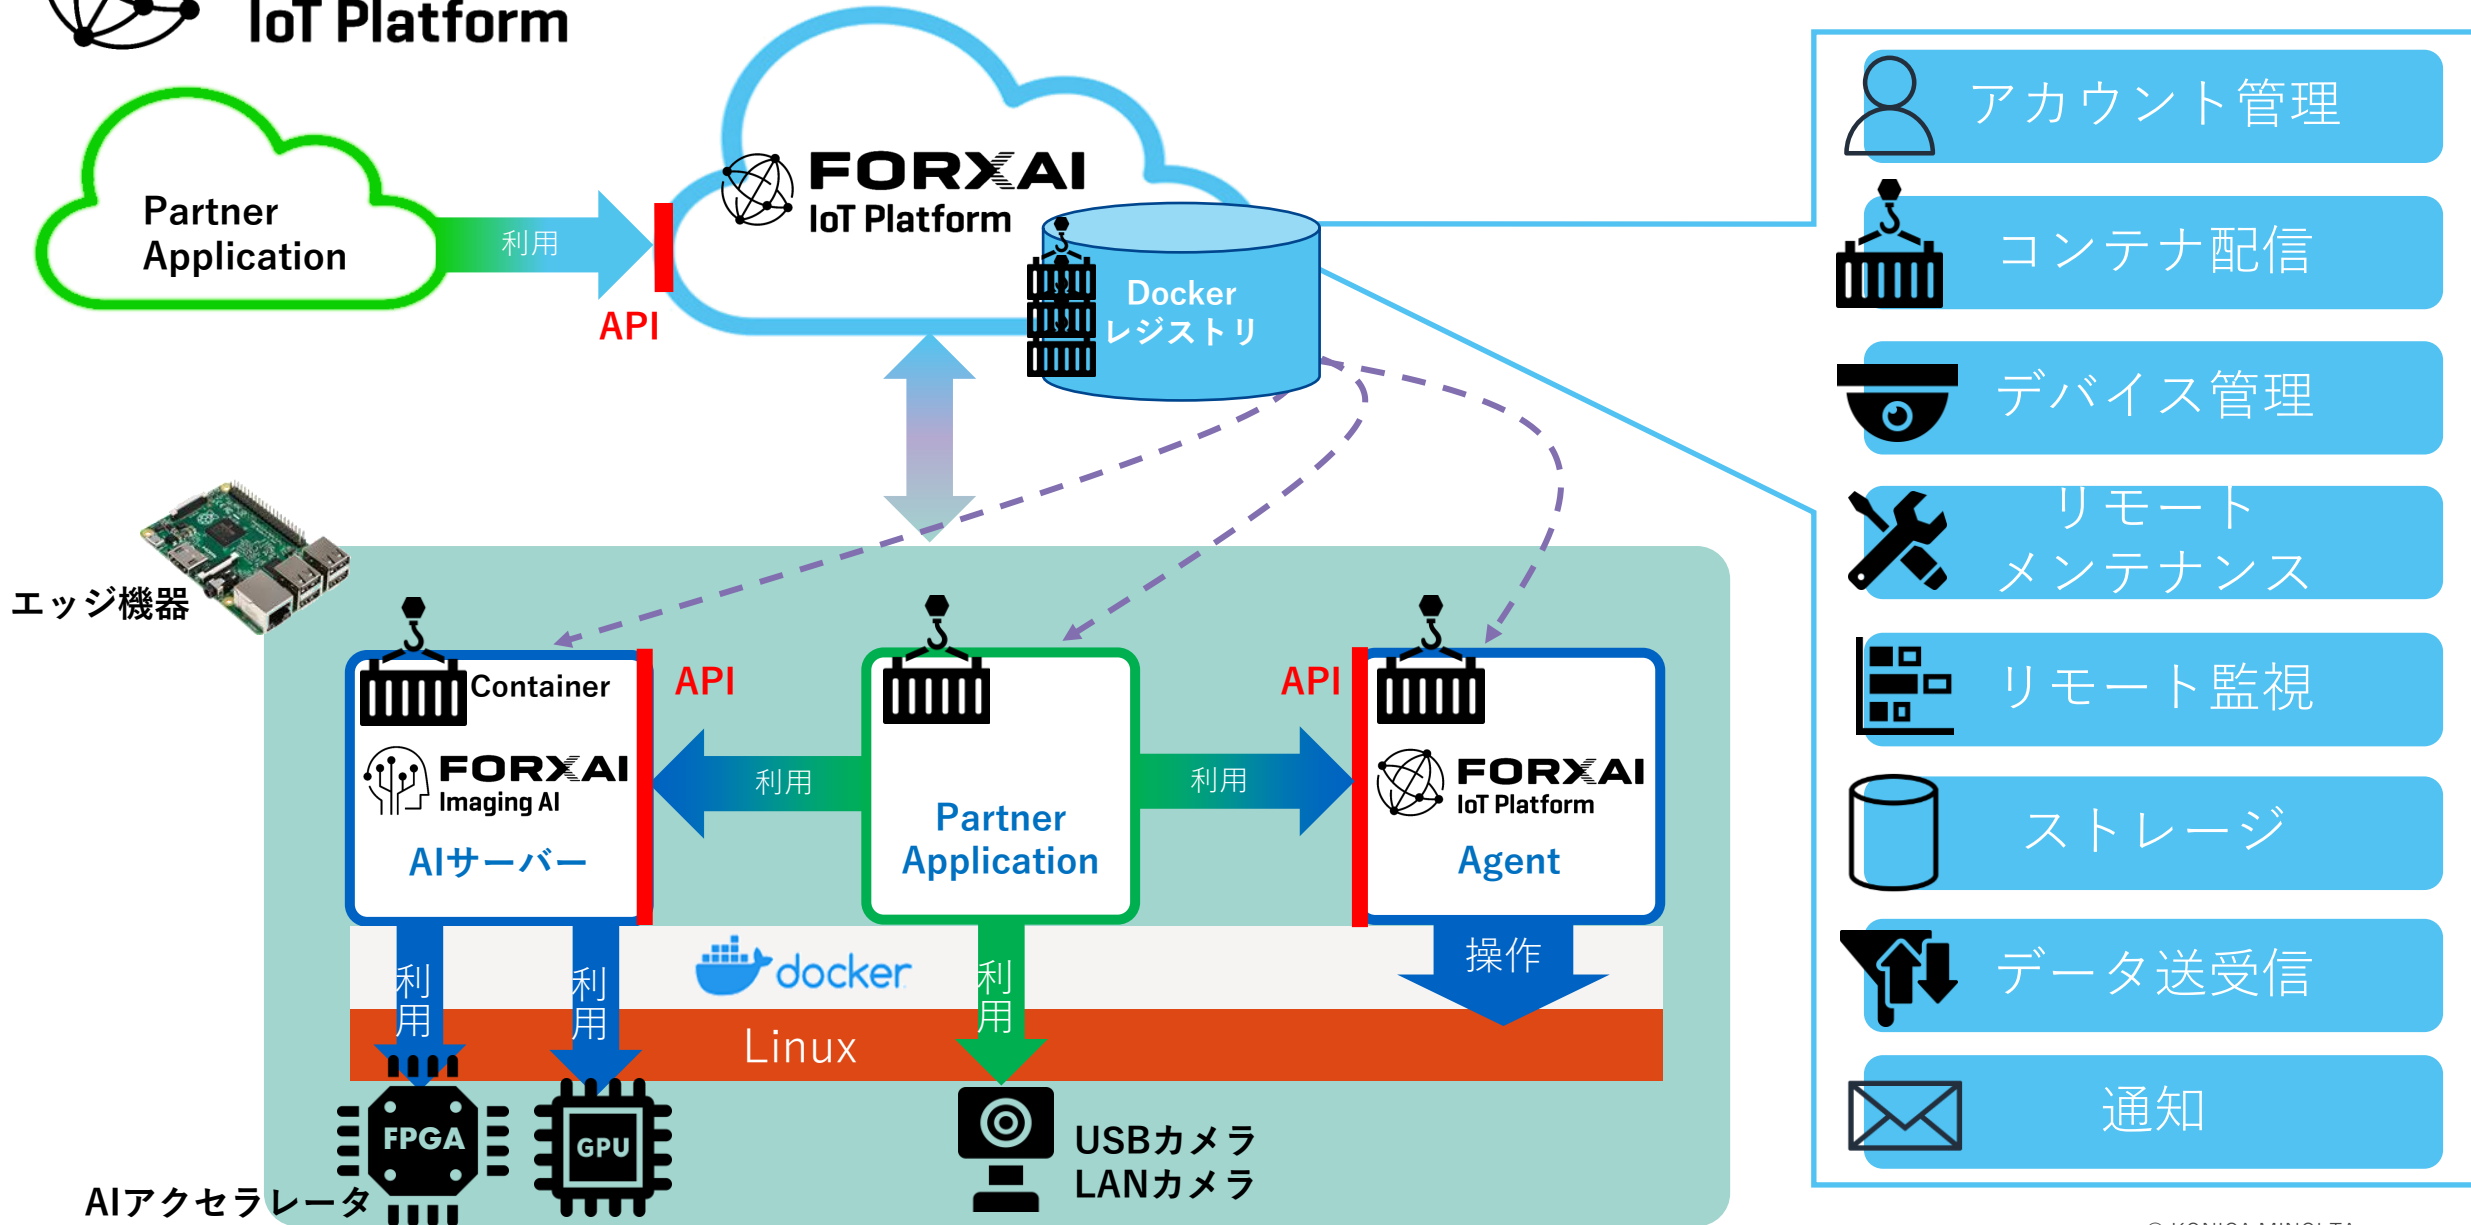 IoT Platform
Partner
Application
利用
API
FORXAI
IoT Platform
Docker
レジストリ
アカウント管理
コンテナ配信
デバイス管理
リモート
メンテナンス
リモート監視
ストレージ
データ送受信
通知
エッジ機器
Container
FORXAI
Imaging AI
AIサーバー
API
利用
Partner
Application
利用
API
FORXAI
IoT Platform
Agent
利用
利用
docker
利用
操作
Linux
FPGA
GPU
AIアクセラレータ
USBカメラ
LANカメラ
© KONICA MINOLTA